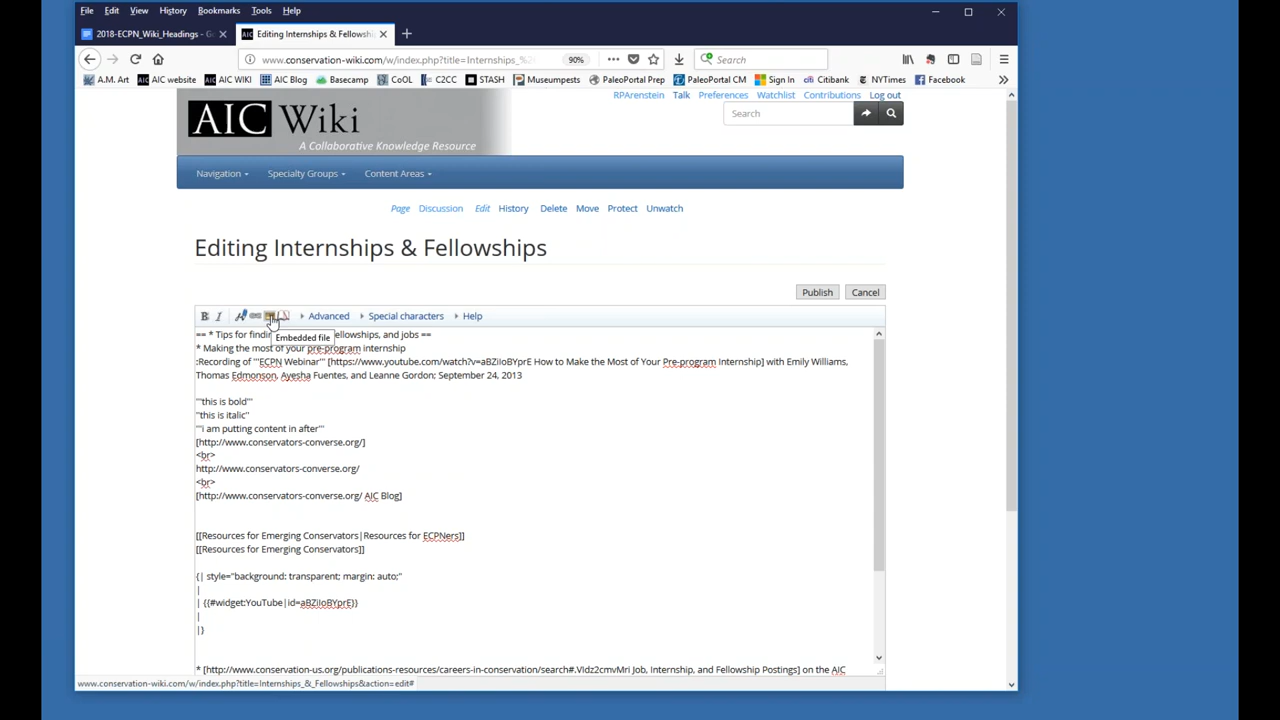 File Edit View History Bookmarks Tools Help
2018-ECPN_Wiki_Headings - G
AIC Editing Internships & Fellowship
www.conservation-wiki.com/w/index.php?title=Internships_ 90% Search
A.M. Art AIC website AIC WIKI AIC Blog Basecamp CoOL C2CC STASH Museumpests PaleoPortal Prep PaleoPortal CM Sign In Citibank NYTimes Facebook
RPArenstein Talk Preferences Watchlist Contributions Log out
AIC Wiki
A Collaborative Knowledge Resource
Search
Navigation Specialty Groups Content Areas
Page Discussion Edit History Delete Move Protect Unwatch
Editing Internships & Fellowships
Publish Cancel
B I Advanced Special characters Help
Embedded file
== * Tips for findin ellowships, and jobs ==
* Making the most of your pre-program internship
:Recording of '''ECPN Webinar''' [https://www.youtube.com/watch?v=aBZiIoBYprE How to Make the Most of Your Pre-program Internship] with Emily Williams,
Thomas Edmonson, Ayesha Fuentes, and Leanne Gordon: September 24, 2013
'''this is bold'''
''this is italic''
'''i am putting content in after'''
[http://www.conservators-converse.org/]
<br>
http://www.conservators-converse.org/
<br>
[http://www.conservators-converse.org/ AIC Blog]
[[Resources for Emerging Conservators|Resources for ECPNers]]
[[Resources for Emerging Conservators]]
{| style="background: transparent; margin: auto;"
|
| {{#widget:YouTube|id=aBZiIoBYprE}}
|
|}
* [http://www.conservation-us.org/publications-resources/careers-in-conservation/search#.VIdz2cmvMri Job, Internship, and Fellowship Postings] on the AIC
www.conservation-wiki.com/w/index.php?title=Internships_&_Fellowships&action=edit#